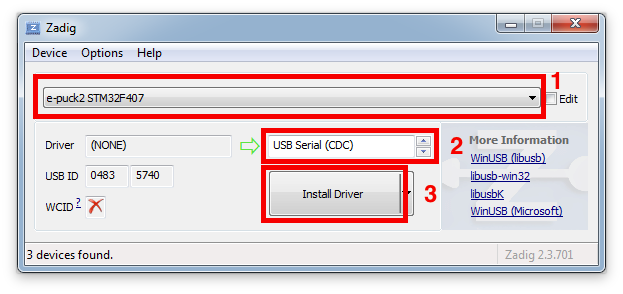 Zadig
Device Options Help
1
e-puck2 STM32F407
Edit
Driver (NONE) USB Serial (CDC)
2
More Information
WinUSB (libusb)
USB ID 0483 5740
libusb-win32
3
Install Driver
libusbK
WCID ?
WinUSB (Microsoft)
3 devices found. Zadig 2.3.701